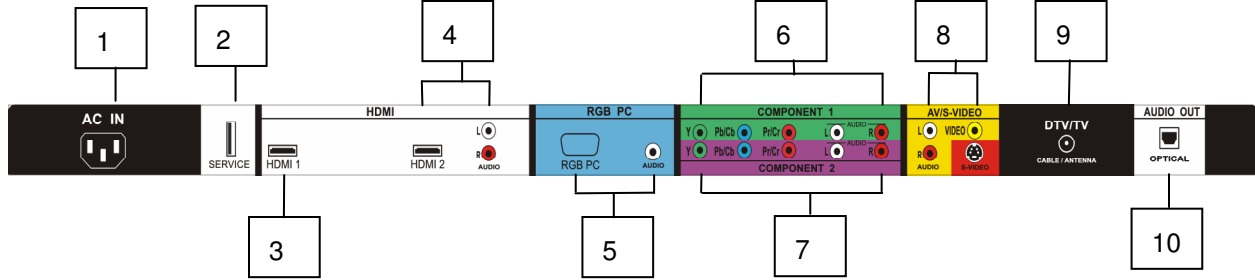 1
2
4
6
8
9
AC IN
SERVICE
HDMI
L
R
AUDIO
HDMI 1
HDMI 2
RGB PC
RGB PC
AUDIO
COMPONENT 1
Y Pb/Cb Pr/Cr L AUDIO R
Y Pb/Cb Pr/Cr L AUDIO R
COMPONENT 2
AV/S-VIDEO
L VIDEO
R
AUDIO S-VIDEO
DTV/TV
CABLE / ANTENNA
AUDIO OUT
OPTICAL
3
5
7
10